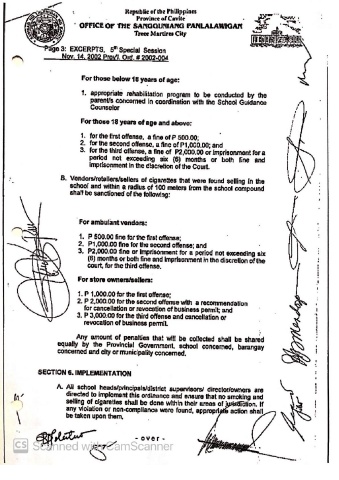 Republic of the Philippines
Province of Cavite
OFFICE OF THE SANGGUNIANG PANLALAWIGAN
Trece Martires City
Page 3: EXCERPTS, 5th Special Session
Nov. 14, 2002 Prov'l. Ord. # 2002-004
For those below 18 years of age:
1. appropriate rehabilitation program to be conducted by the
parent/s concerned in coordination with the School Guidance
Counselor
For those 18 years of age and above:
1. for the first offense, a fine of P 500.00;
2. for the second offense, a fine of P1,000.00; and
3. for the third offense, a fine of P2,000.00 or imprisonment for a
period not exceeding six (6) months or both fine and
imprisonment in the discretion of the Court.
B. Vendors/retailers/sellers of cigarettes that were found selling in the
school and within a radius of 100 meters from the school compound
shall be sanctioned of the following:
For ambulant vendors:
1. P 500.00 fine for the first offense;
2. P1,000.00 fine for the second offense; and
3. P2,000.00 fine or imprisonment for a period not exceeding six
(6) months or both fine and imprisonment in the discretion of the
court, for the third offense.
For store owners/sellers:
1. P 1,000.00 for the first offense;
2. P 2,000.00 for the second offense with a recommendation
for cancellation or revocation of business permit; and
3. P 3,000.00 for the third offense and cancellation or
revocation of business permit.
Any amount of penalties that will be collected shall be shared
equally by the Provincial Government, school concerned, barangay
concerned and city or municipality concerned.
SECTION 6. IMPLEMENTATION
A. All school heads/principals/district supervisors/ director/owners are
directed to implement this ordinance and ensure that no smoking and
selling of cigarettes shall be done within their areas of jurisdiction. If
any violation or non-compliance were found, appropriate action shall
be taken upon them,
- over -
CS Scanned with CamScanner